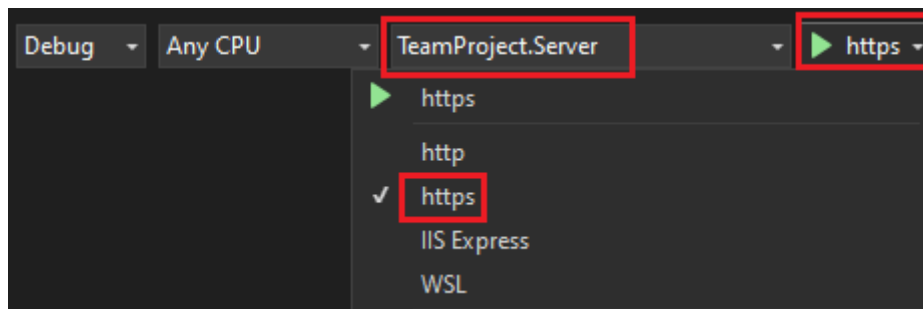 Debug Any CPU TeamProject.Server https
https
http
https
IIS Express
WSL